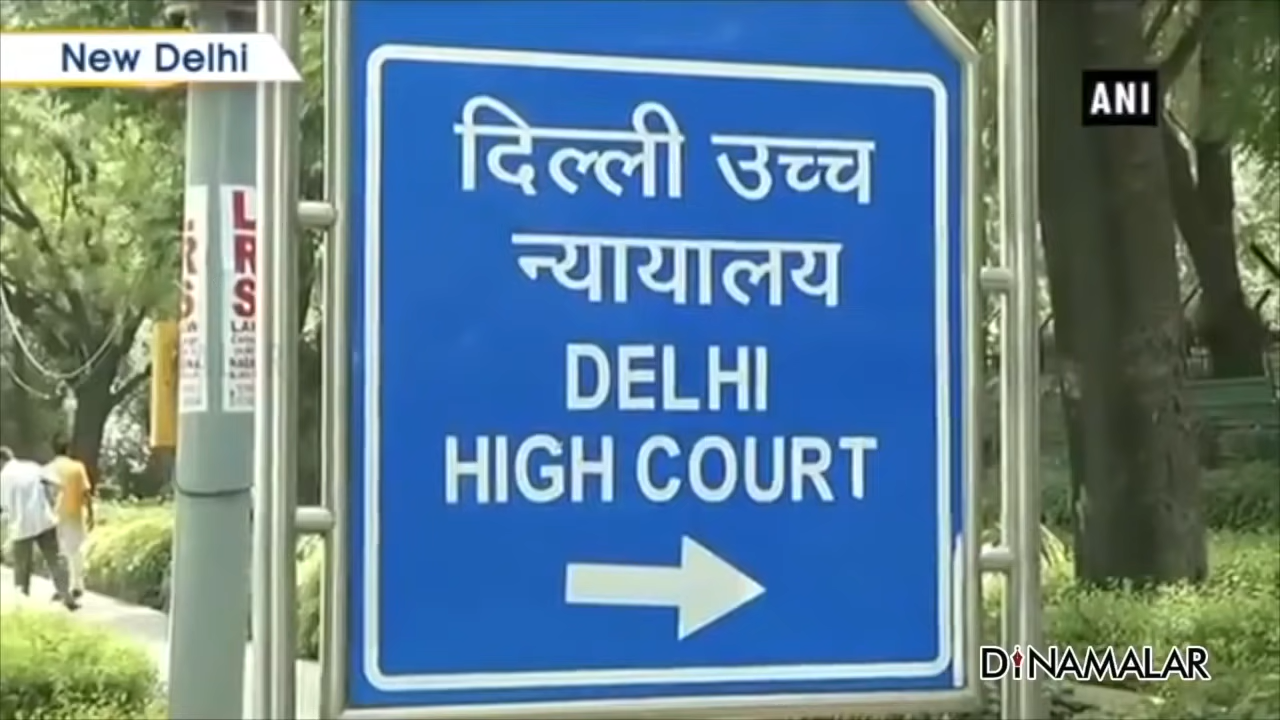 New Delhi
ANI
दिल्ली उच्च
न्यायालय
DELHI
HIGH COURT
L
R
S
DINAMALAR